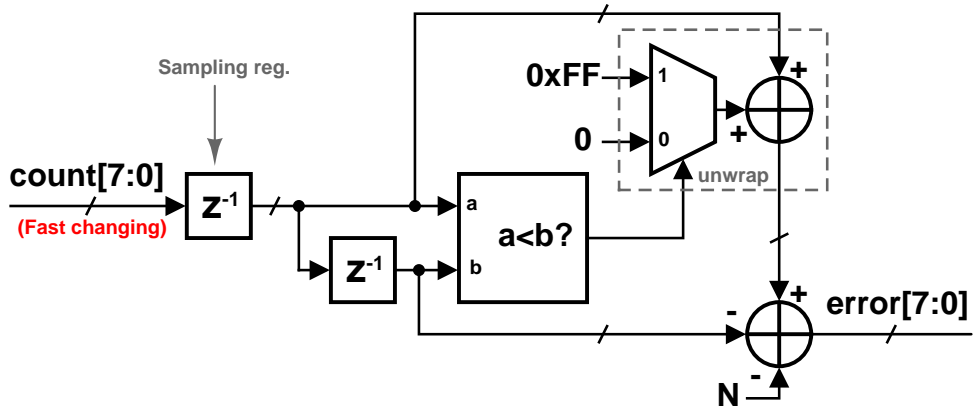 Sampling reg.
count[7:0]
(Fast changing)
z-1
z-1
a
b
a<b?
0xFF
0
1
0
unwrap
+
+
+
-
-
N
error[7:0]